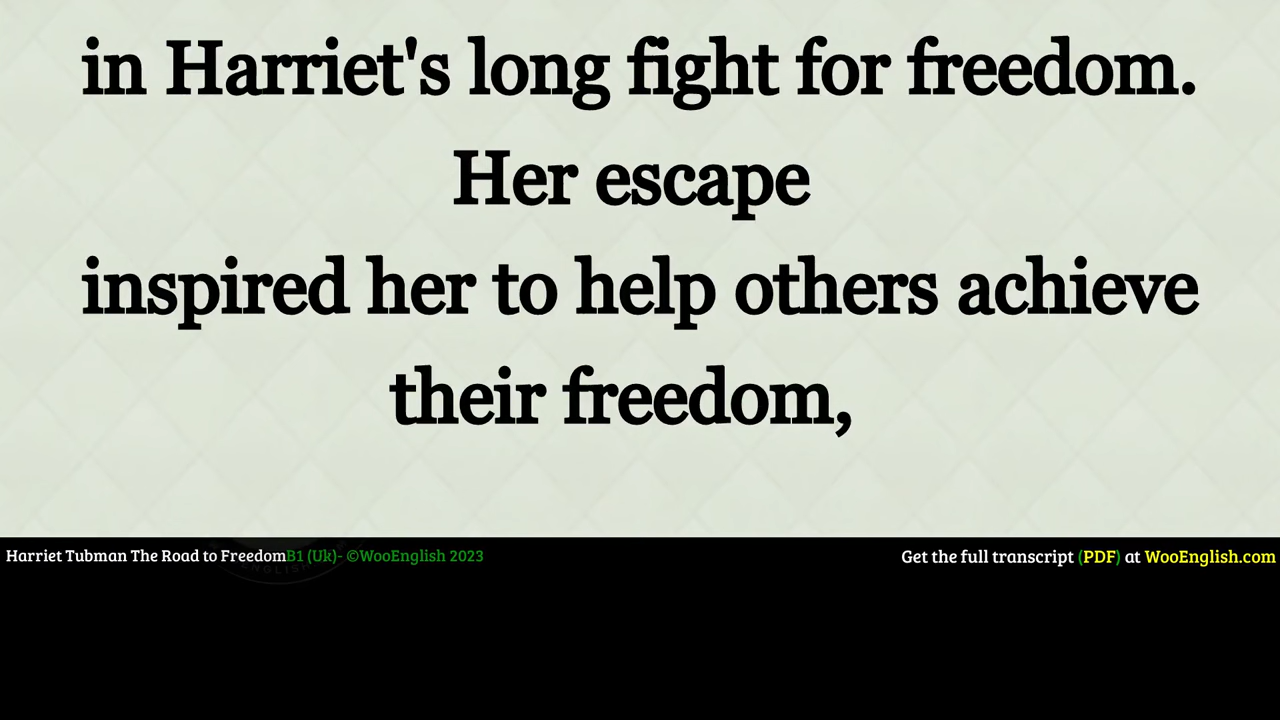 in Harriet's long fight for freedom.
Her escape
inspired her to help others achieve
their freedom,
Harriet Tubman The Road to FreedomB1 (Uk)- ©WooEnglish 2023
Get the full transcript (PDF) at WooEnglish.com
ENGLISH